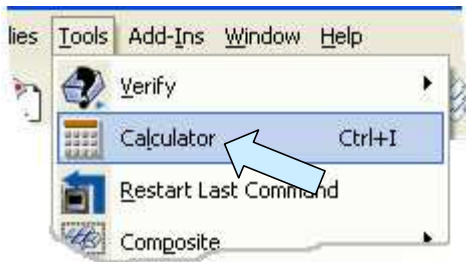 lies Tools Add-Ins Window Help
Verify
Calculator Ctrl+I
Restart Last Command
Composite